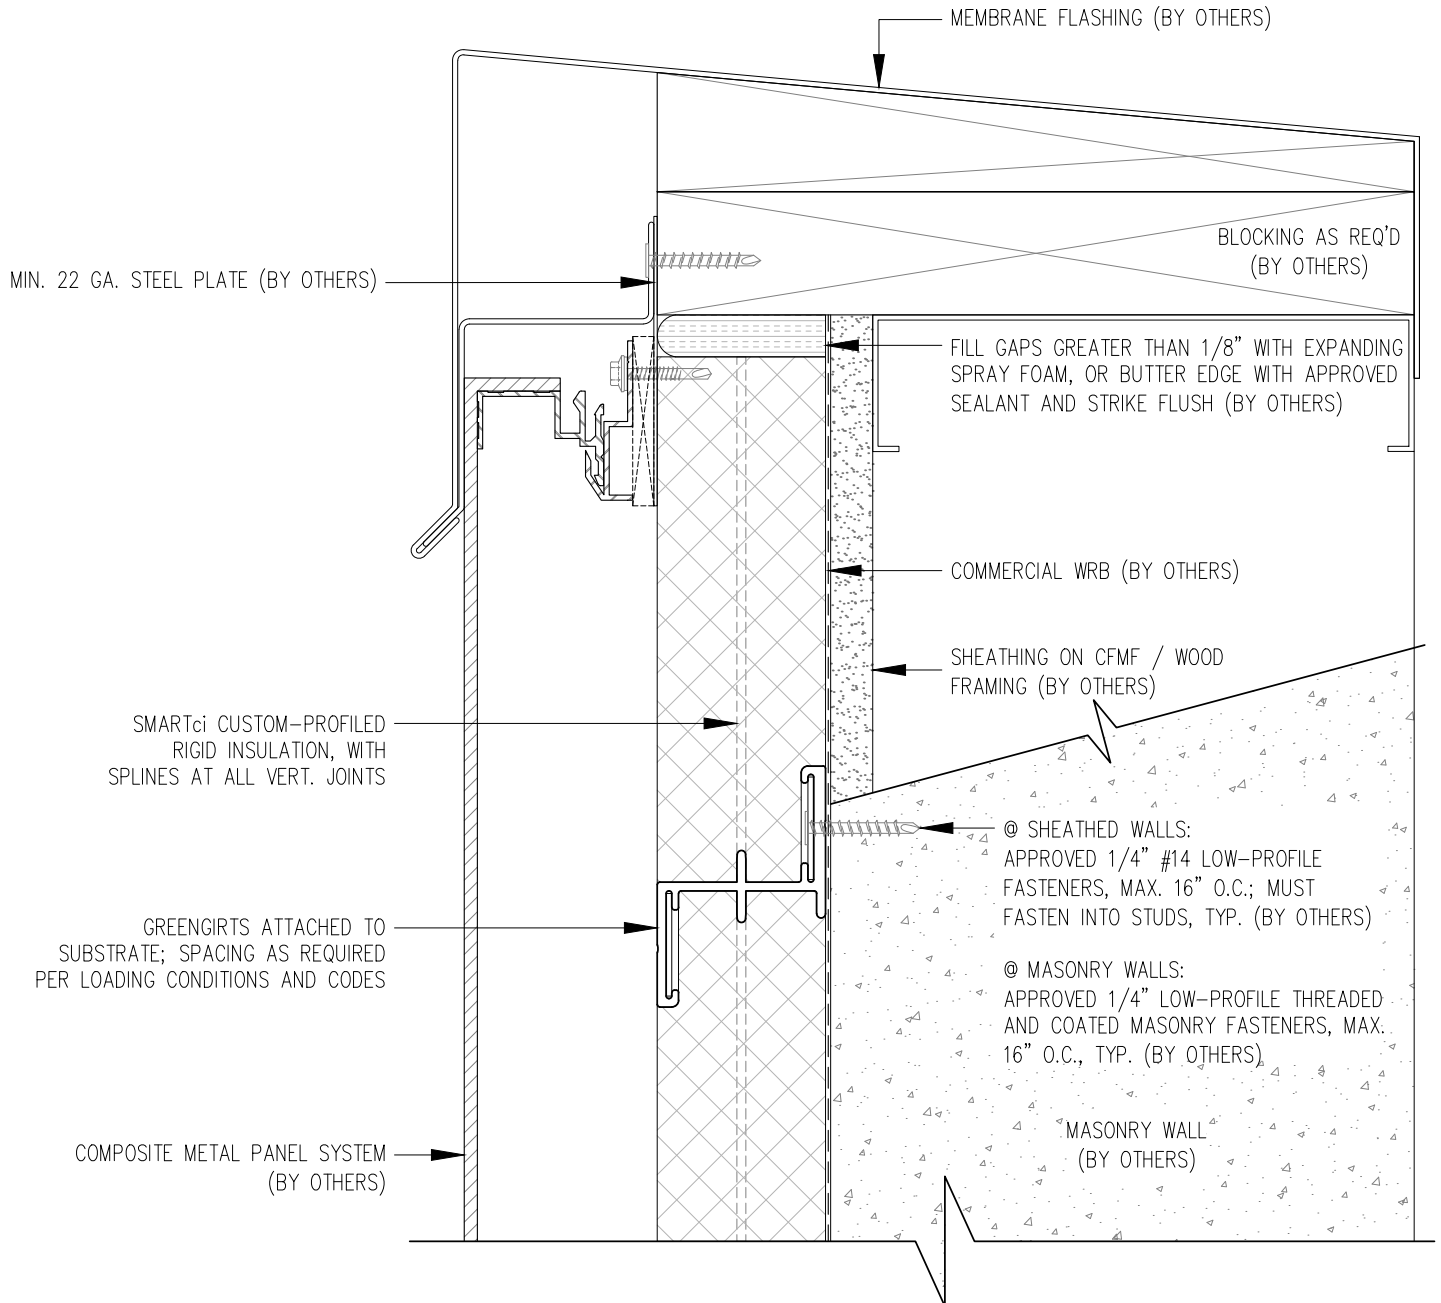 MEMBRANE FLASHING (BY OTHERS)
BLOCKING AS REQ'D
(BY OTHERS)
MIN. 22 GA. STEEL PLATE (BY OTHERS)
FILL GAPS GREATER THAN 1/8" WITH EXPANDING
SPRAY FOAM, OR BUTTER EDGE WITH APPROVED
SEALANT AND STRIKE FLUSH (BY OTHERS)
COMMERCIAL WRB (BY OTHERS)
SHEATHING ON CFMF / WOOD
FRAMING (BY OTHERS)
SMARTci CUSTOM-PROFILED
RIGID INSULATION, WITH
SPLINES AT ALL VERT. JOINTS
@ SHEATHED WALLS:
APPROVED 1/4" #14 LOW-PROFILE
FASTENERS, MAX. 16" O.C.; MUST
FASTEN INTO STUDS, TYP. (BY OTHERS)
GREENGIRTS ATTACHED TO
SUBSTRATE; SPACING AS REQUIRED
PER LOADING CONDITIONS AND CODES
@ MASONRY WALLS:
APPROVED 1/4" LOW-PROFILE THREADED
AND COATED MASONRY FASTENERS, MAX.
16" O.C., TYP. (BY OTHERS)
MASONRY WALL
(BY OTHERS)
COMPOSITE METAL PANEL SYSTEM
(BY OTHERS)